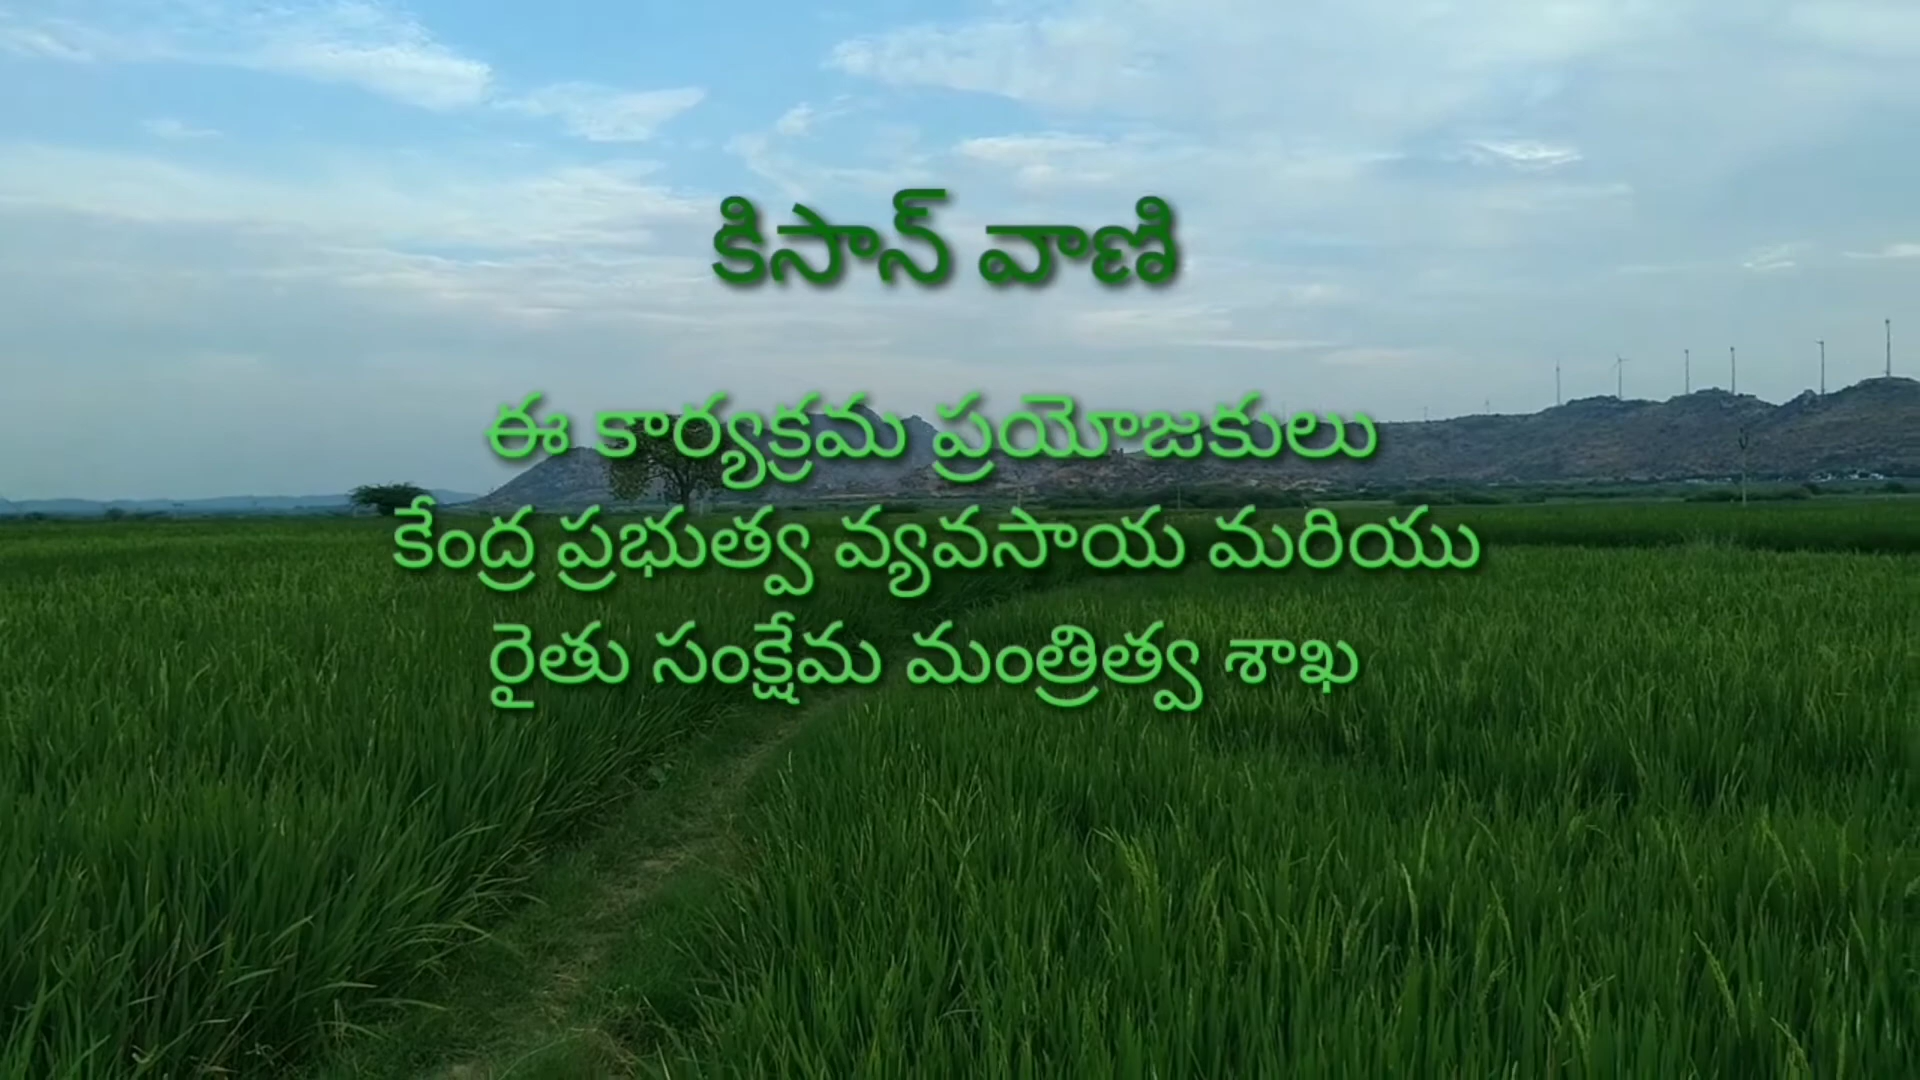 కిసాన్ వాణి
ఈ కార్యక్రమ ప్రయోజకులు
కేంద్ర ప్రభుత్వ వ్యవసాయ మరియు
రైతు సంక్షేమ మంత్రిత్వ శాఖ